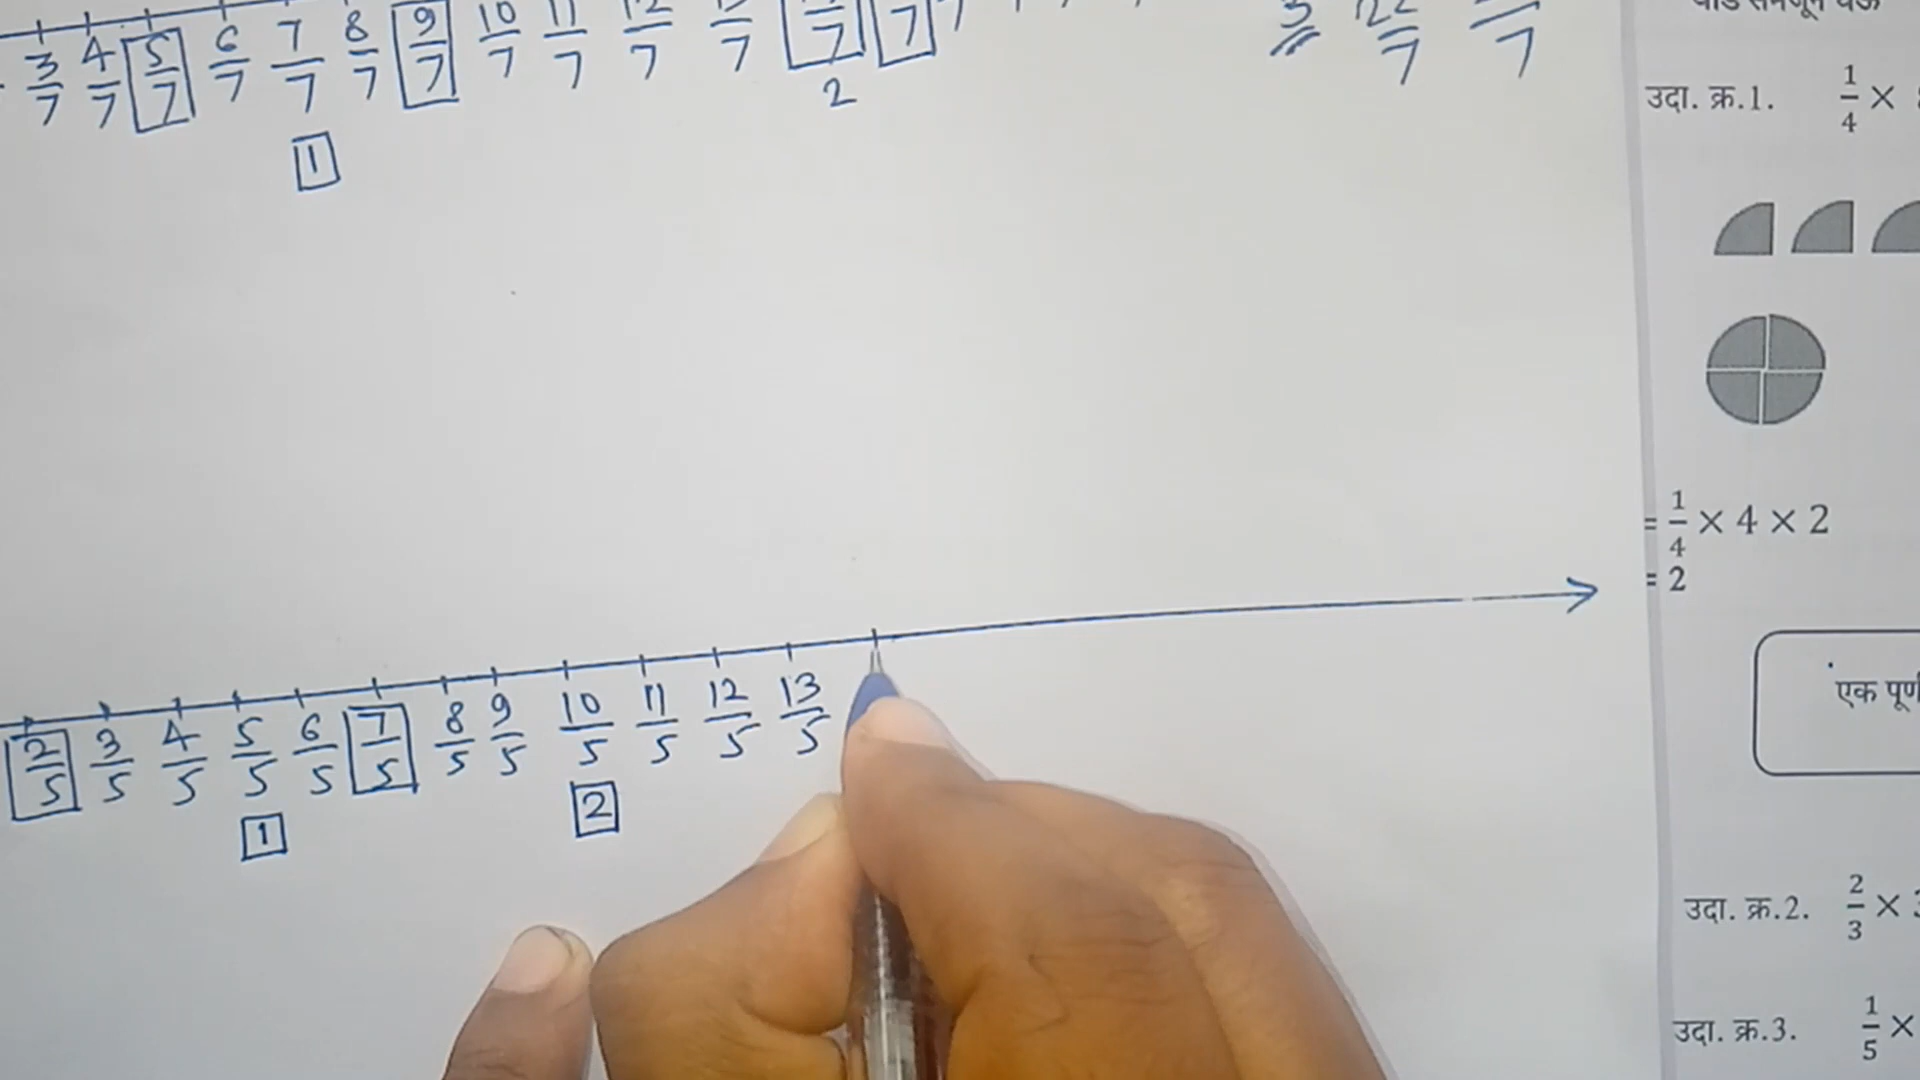 3/7 4/7 5/7 6/7 7/7 8/7 9/7 10/7 11/7 12/7
2
1
22/7
उदा. क्र.1. 1/4 ×
= 1/4 × 4 × 2
= 2
2/5 3/5 4/5 5/5 6/5 7/5 8/5 9/5 10/5 11/5 12/5 13/5
1 2
एक
उदा. क्र.2. 2/3 ×
उदा. क्र.3. 1/5 ×